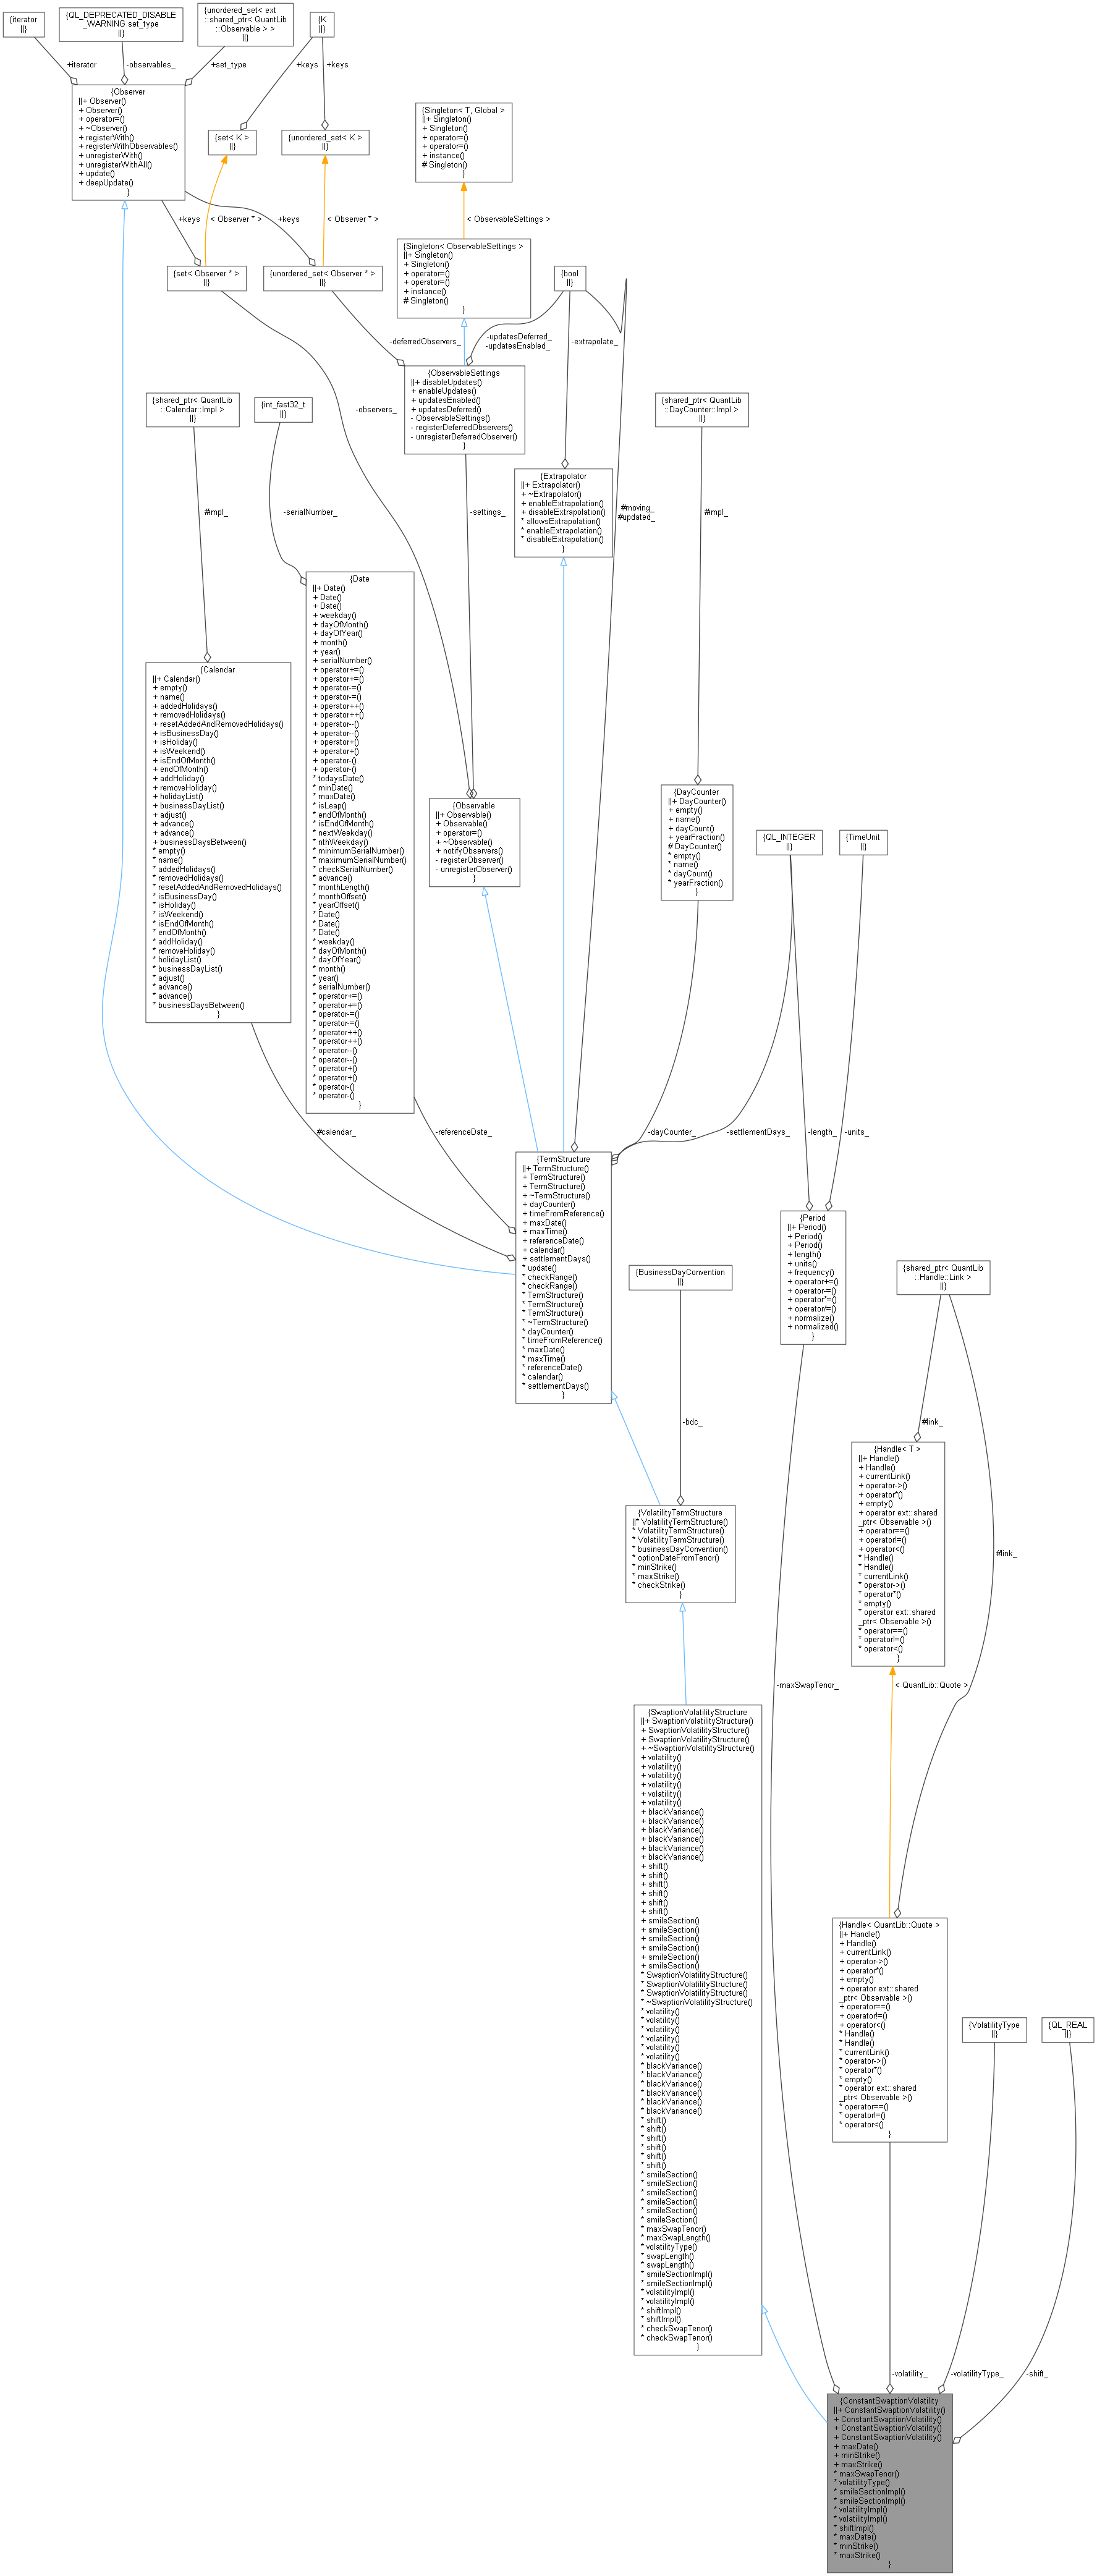 {iterator
||}
{QL_DEPRECATED_DISABLE
_WARNING set_type
||}
{unordered_set< ext
::shared_ptr< QuantLib
::Observable > >
||}
{K
||}
+iterator
-observables_
+set_type
+keys
+keys
{Observer
||+ Observer()
+ Observer()
+ operator=()
+ ~Observer()
+ registerWith()
+ registerWithObservables()
+ unregisterWith()
+ unregisterWithAll()
+ update()
+ deepUpdate()
}
{set< K >
||}
{unordered_set< K >
||}
{Singleton< T, Global >
||+ Singleton()
+ Singleton()
+ operator=()
+ operator=()
+ instance()
# Singleton()
}
+keys
< Observer * >
+keys
< Observer * >
< ObservableSettings >
{set< Observer * >
||}
{unordered_set< Observer * >
||}
{Singleton< ObservableSettings >
||+ Singleton()
+ Singleton()
+ operator=()
+ operator=()
+ instance()
# Singleton()
}
{bool
||}
-deferredObservers_
-updatesDeferred_
-updatesEnabled_
-extrapolate_
{ObservableSettings
||+ disableUpdates()
+ enableUpdates()
+ updatesEnabled()
+ updatesDeferred()
- ObservableSettings()
- registerDeferredObservers()
- unregisterDeferredObserver()
}
{shared_ptr< QuantLib
::Calendar::Impl >
||}
{int_fast32_t
||}
-observers_
{shared_ptr< QuantLib
::DayCounter::Impl >
||}
{Extrapolator
||+ Extrapolator()
+ ~Extrapolator()
+ enableExtrapolation()
+ disableExtrapolation()
* allowsExtrapolation()
* enableExtrapolation()
* disableExtrapolation()
}
#impl_
-serialNumber_
-settings_
#moving_
#updated_
#impl_
{Date
||+ Date()
+ Date()
+ Date()
+ weekday()
+ dayOfMonth()
+ dayOfYear()
+ month()
+ year()
+ serialNumber()
+ operator+=()
+ operator+=()
+ operator-=()
+ operator-=()
+ operator++()
+ operator++()
+ operator--()
+ operator--()
+ operator+()
+ operator+()
+ operator-()
+ operator-()
* todaysDate()
* minDate()
* maxDate()
* isLeap()
* endOfMonth()
* isEndOfMonth()
* nextWeekday()
* nthWeekday()
* minimumSerialNumber()
* maximumSerialNumber()
* checkSerialNumber()
* advance()
* monthLength()
* monthOffset()
* yearOffset()
* Date()
* Date()
* Date()
* weekday()
* dayOfMonth()
* dayOfYear()
* month()
* year()
* serialNumber()
* operator+=()
* operator+=()
* operator-=()
* operator-=()
* operator++()
* operator++()
* operator--()
* operator--()
* operator+()
* operator+()
* operator-()
* operator-()
}
{Calendar
||+ Calendar()
+ empty()
+ name()
+ addedHolidays()
+ removedHolidays()
+ resetAddedAndRemovedHolidays()
+ isBusinessDay()
+ isHoliday()
+ isWeekend()
+ isEndOfMonth()
+ endOfMonth()
+ addHoliday()
+ removeHoliday()
+ holidayList()
+ businessDayList()
+ adjust()
+ advance()
+ advance()
+ businessDaysBetween()
* empty()
* name()
* addedHolidays()
* removedHolidays()
* resetAddedAndRemovedHolidays()
* isBusinessDay()
* isHoliday()
* isWeekend()
* isEndOfMonth()
* endOfMonth()
* addHoliday()
* removeHoliday()
* holidayList()
* businessDayList()
* adjust()
* advance()
* advance()
* businessDaysBetween()
}
{Observable
||+ Observable()
+ Observable()
+ operator=()
+ ~Observable()
+ notifyObservers()
- registerObserver()
- unregisterObserver()
}
{DayCounter
||+ DayCounter()
+ empty()
+ name()
+ dayCount()
+ yearFraction()
# DayCounter()
* empty()
* name()
* dayCount()
* yearFraction()
}
{QL_INTEGER
||}
{TimeUnit
||}
#calendar_
-referenceDate_
-dayCounter_
-settlementDays_
-length_
-units_
{TermStructure
||+ TermStructure()
+ TermStructure()
+ TermStructure()
+ ~TermStructure()
+ dayCounter()
+ timeFromReference()
+ maxDate()
+ maxTime()
+ referenceDate()
+ calendar()
+ settlementDays()
* update()
* checkRange()
* checkRange()
* TermStructure()
* TermStructure()
* TermStructure()
* ~TermStructure()
* dayCounter()
* timeFromReference()
* maxDate()
* maxTime()
* referenceDate()
* calendar()
* settlementDays()
}
{Period
||+ Period()
+ Period()
+ Period()
+ length()
+ units()
+ frequency()
+ operator+=()
+ operator-=()
+ operator*=()
+ operator/=()
+ normalize()
+ normalized()
}
{BusinessDayConvention
||}
{shared_ptr< QuantLib
::Handle::Link >
||}
-bdc_
#link_
{Handle< T >
||+ Handle()
+ Handle()
+ currentLink()
+ operator->()
+ operator*()
+ empty()
+ operator ext::shared
_ptr< Observable >()
+ operator==()
+ operator!=()
+ operator<()
* Handle()
* Handle()
* currentLink()
* operator->()
* operator*()
* empty()
* operator ext::shared
_ptr< Observable >()
* operator==()
* operator!=()
* operator<()
}
#link_
{VolatilityTermStructure
||* VolatilityTermStructure()
* VolatilityTermStructure()
* VolatilityTermStructure()
* businessDayConvention()
* optionDateFromTenor()
* minStrike()
* maxStrike()
* checkStrike()
}
-maxSwapTenor_
< QuantLib::Quote >
{SwaptionVolatilityStructure
||+ SwaptionVolatilityStructure()
+ SwaptionVolatilityStructure()
+ SwaptionVolatilityStructure()
+ ~SwaptionVolatilityStructure()
+ volatility()
+ volatility()
+ volatility()
+ volatility()
+ volatility()
+ volatility()
+ blackVariance()
+ blackVariance()
+ blackVariance()
+ blackVariance()
+ blackVariance()
+ blackVariance()
+ shift()
+ shift()
+ shift()
+ shift()
+ shift()
+ shift()
+ smileSection()
+ smileSection()
+ smileSection()
+ smileSection()
+ smileSection()
+ smileSection()
* SwaptionVolatilityStructure()
* SwaptionVolatilityStructure()
* SwaptionVolatilityStructure()
* ~SwaptionVolatilityStructure()
* volatility()
* volatility()
* volatility()
* volatility()
* volatility()
* volatility()
* blackVariance()
* blackVariance()
* blackVariance()
* blackVariance()
* blackVariance()
* blackVariance()
* shift()
* shift()
* shift()
* shift()
* shift()
* shift()
* smileSection()
* smileSection()
* smileSection()
* smileSection()
* smileSection()
* smileSection()
* maxSwapTenor()
* maxSwapLength()
* volatilityType()
* swapLength()
* swapLength()
* smileSectionImpl()
* smileSectionImpl()
* volatilityImpl()
* volatilityImpl()
* shiftImpl()
* shiftImpl()
* checkSwapTenor()
* checkSwapTenor()
}
{Handle< QuantLib::Quote >
||+ Handle()
+ Handle()
+ currentLink()
+ operator->()
+ operator*()
+ empty()
+ operator ext::shared
_ptr< Observable >()
+ operator==()
+ operator!=()
+ operator<()
* Handle()
* Handle()
* currentLink()
* operator->()
* operator*()
* empty()
* operator ext::shared
_ptr< Observable >()
* operator==()
* operator!=()
* operator<()
}
{VolatilityType
||}
{QL_REAL
||}
-volatility_
-volatilityType_
-shift_
{ConstantSwaptionVolatility
||+ ConstantSwaptionVolatility()
+ ConstantSwaptionVolatility()
+ ConstantSwaptionVolatility()
+ ConstantSwaptionVolatility()
+ maxDate()
+ minStrike()
+ maxStrike()
* maxSwapTenor()
* volatilityType()
* smileSectionImpl()
* smileSectionImpl()
* volatilityImpl()
* volatilityImpl()
* shiftImpl()
* maxDate()
* minStrike()
* maxStrike()
}